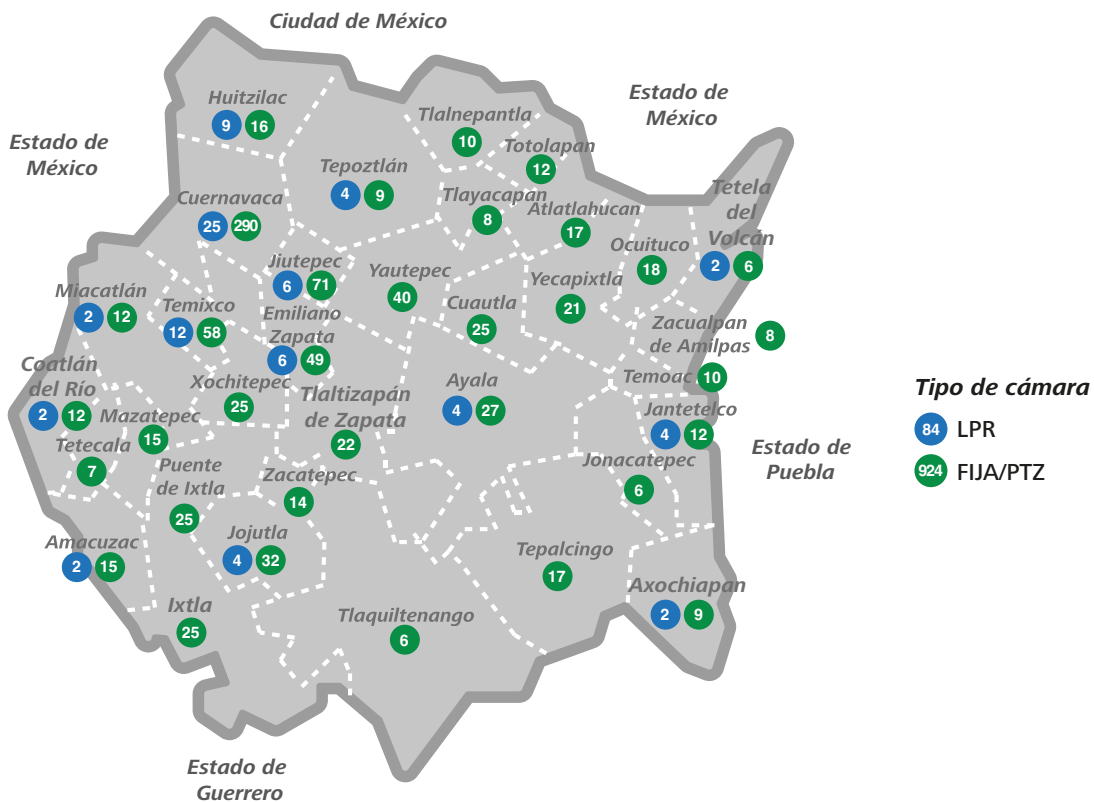 Ciudad de México
Estado de
México
Estado de
México
Huitzilac
9 16
Tlalnepantla
10
Totolapan
12
Tepoztlán
4 9
Tlayacapan
8
Atlatlahucan
17
Tetela
del
Volcán
2 6
Cuernavaca
25 290
Ocuituco
18
Jiutepec
6 71
Yautepec
40
Yecapixtla
21
Cuautla
25
Miacatlán
2 12
Temixco
12 58
Emiliano
Zapata
6 49
Zacualpan
de Amilpas
8
Temoac 10
Coatlán
del Río
2 12
Xochitepec
25
Tlaltizapán
de Zapata
22
Ayala
4 27
Jantetelco
4 12
Mazatepec
15
Tetecala
7
Puente
de Ixtla
25
Zacatepec
14
Jonacatepec
6
Estado de
Puebla
Amacuzac
2 15
Jojutla
4 32
Tepalcingo
17
Axochiapan
2 9
Ixtla
25
Tlaquiltenango
6
Estado de
Guerrero
Tipo de cámara
84 LPR
924 FIJA/PTZ